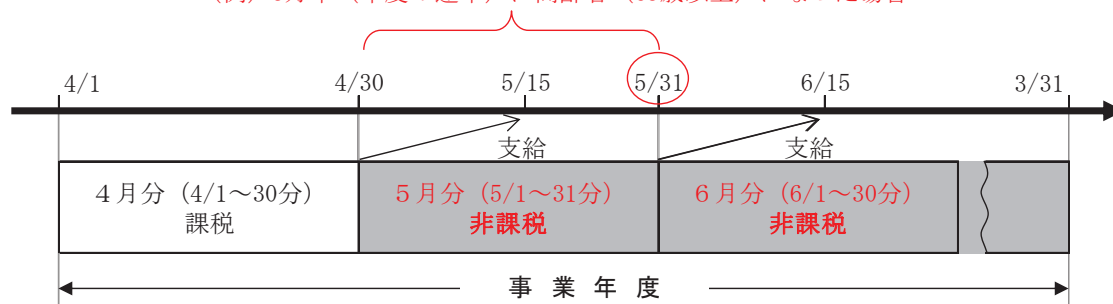 4/1
4/30
5/15
5/31
6/15
3/31
支給
支給
４月分（4/1～30分）
課税
５月分（5/1～31分）
非課税
６月分（6/1～30分）
非課税
事 業 年 度